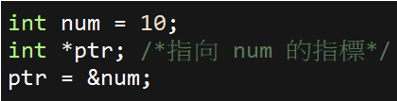 int num = 10;
int *ptr; /*指向 num 的指標*/
ptr = &num;